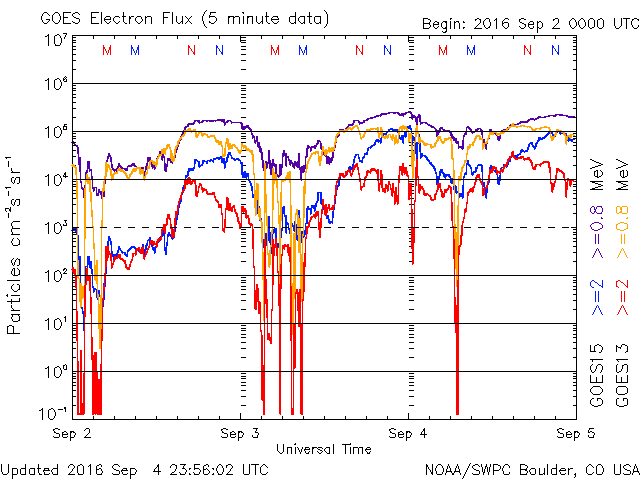 GOES Electron Flux (5 minute data)
Begin: 2016 Sep 2 0000 UTC
10⁷
M M N N M M N N M M N N
10⁶
10⁵
10⁴
10³
10²
10¹
10⁰
10⁻¹
Particles cm⁻²s⁻¹sr⁻¹
GOES15 >=2 >=0.8 MeV
GOES13 >=2 >=0.8 MeV
Sep 2 Sep 3 Sep 4 Sep 5
Universal Time
Updated 2016 Sep 4 23:56:02 UTC
NOAA/SWPC Boulder, CO USA